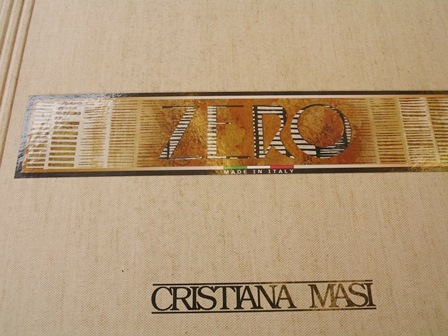 ZERO
MADE IN ITALY
CRISTIANA MASI